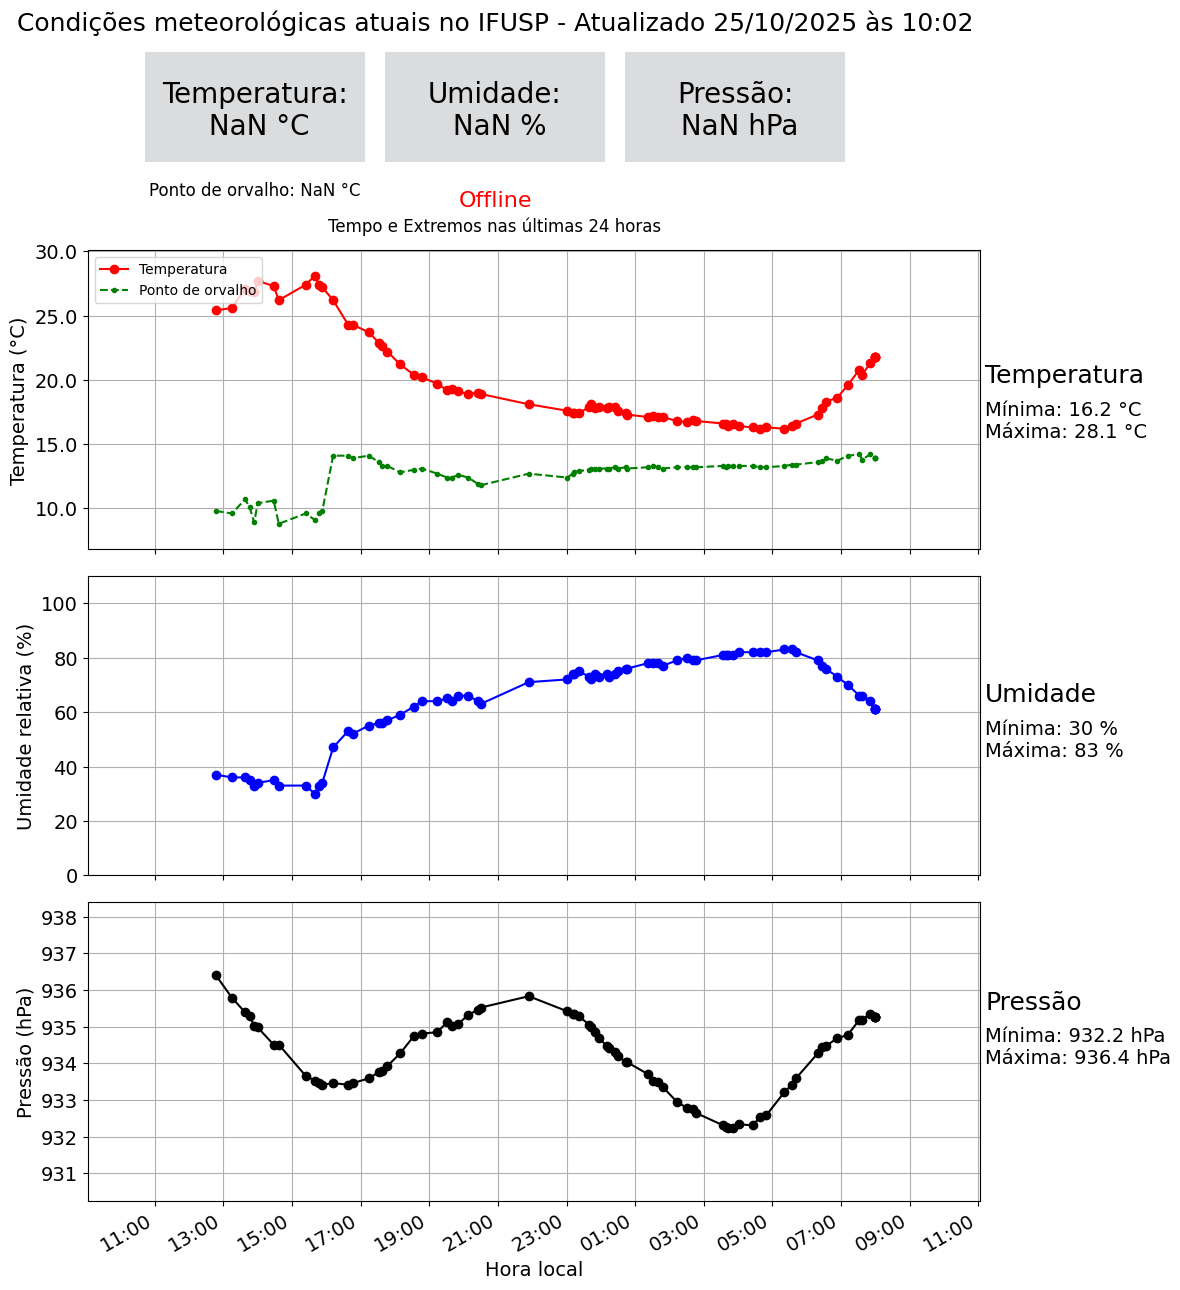 Condições meteorológicas atuais no IFUSP - Atualizado 25/10/2025 às 10:02
Temperatura:
NaN °C
Umidade:
NaN %
Pressão:
NaN hPa
Ponto de orvalho: NaN °C
Offline
Tempo e Extremos nas últimas 24 horas
Temperatura (°C)
30.0
25.0
20.0
15.0
10.0
Temperatura
Ponto de orvalho
Temperatura
Mínima: 16.2 °C
Máxima: 28.1 °C
Umidade relativa (%)
100
80
60
40
20
0
Umidade
Mínima: 30 %
Máxima: 83 %
Pressão (hPa)
938
937
936
935
934
933
932
931
Pressão
Mínima: 932.2 hPa
Máxima: 936.4 hPa
11:00 13:00 15:00 17:00 19:00 21:00 23:00 01:00 03:00 05:00 07:00 09:00 11:00
Hora local